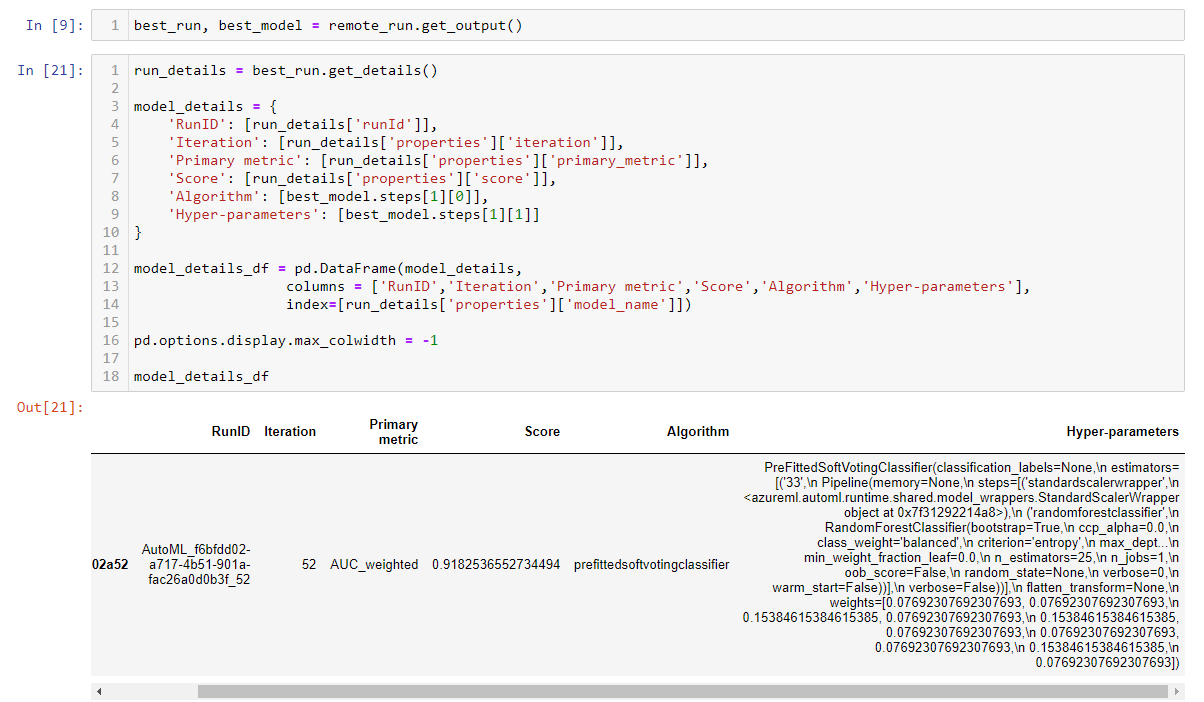 In [9]:
1 best_run, best_model = remote_run.get_output()
In [21]:
1 run_details = best_run.get_details()
2
3 model_details = {
4     'RunID': [run_details['runId']],
5     'Iteration': [run_details['properties']['iteration']],
6     'Primary metric': [run_details['properties']['primary_metric']],
7     'Score': [run_details['properties']['score']],
8     'Algorithm': [best_model.steps[1][0]],
9     'Hyper-parameters': [best_model.steps[1][1]]
10 }
11
12 model_details_df = pd.DataFrame(model_details,
13                   columns = ['RunID','Iteration','Primary metric','Score','Algorithm','Hyper-parameters'],
14                   index=[run_details['properties']['model_name']])
15
16 pd.options.display.max_colwidth = -1
17
18 model_details_df
Out[21]:
RunID Iteration Primary metric Score Algorithm Hyper-parameters
02a52
AutoML_f6bfdd02-
a717-4b51-901a-
fac26a0d0b3f_52
52 AUC_weighted 0.9182536552734494 prefittedsoftvotingclassifier
PreFittedSoftVotingClassifier(classification_labels=None,\n estimators=
[('33',\n Pipeline(memory=None,\n steps=[('standardscalerwrapper',\n
<azureml.automl.runtime.shared.model_wrappers.StandardScalerWrapper
object at 0x7f31292214a8>),\n ('randomforestclassifier',\n
RandomForestClassifier(bootstrap=True,\n ccp_alpha=0.0,\n
class_weight='balanced',\n criterion='entropy',\n max_dept...\n
min_weight_fraction_leaf=0.0,\n n_estimators=25,\n n_jobs=1,\n
oob_score=False,\n random_state=None,\n verbose=0,\n
warm_start=False))],\n verbose=False))],\n flatten_transform=None,\n
weights=[0.07692307692307693, 0.07692307692307693,\n
0.15384615384615385, 0.07692307692307693,\n 0.15384615384615385,
0.07692307692307693,\n 0.07692307692307693,
0.07692307692307693,\n 0.15384615384615385,\n
0.07692307692307693])